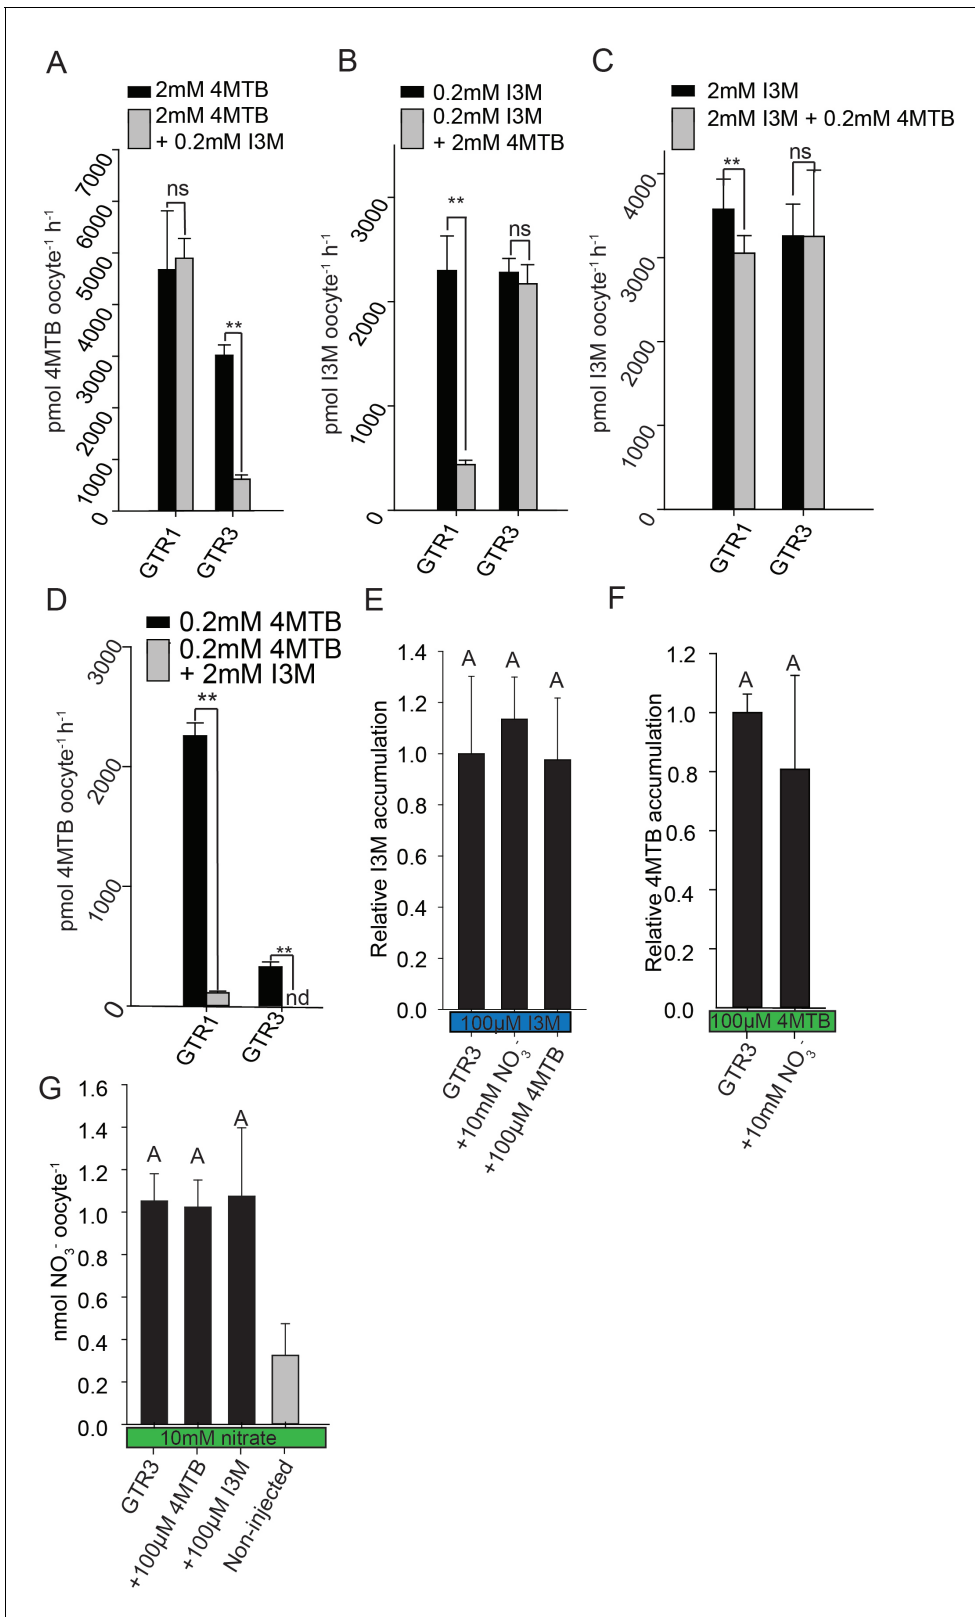 A
2mM 4MTB
2mM 4MTB
+ 0.2mM I3M
pmol 4MTB oocyte⁻¹ h⁻¹
7000
6000
5000
4000
3000
2000
1000
0
ns
**
GTR1
GTR3
B
0.2mM I3M
0.2mM I3M
+ 2mM 4MTB
pmol I3M oocyte⁻¹ h⁻¹
3000
2000
1000
0
**
ns
GTR1
GTR3
C
2mM I3M
2mM I3M + 0.2mM 4MTB
pmol I3M oocyte⁻¹ h⁻¹
4000
3000
2000
1000
0
**
ns
GTR1
GTR3
D
0.2mM 4MTB
0.2mM 4MTB
+ 2mM I3M
pmol 4MTB oocyte⁻¹ h⁻¹
3000
2000
1000
0
**
**
nd
GTR1
GTR3
E
Relative I3M accumulation
1.4
1.2
1.0
0.8
0.6
0.4
0.2
0.0
A
A
A
100µM I3M
GTR3
+10mM NO₃⁻
+100µM 4MTB
F
Relative 4MTB accumulation
1.2
1.0
0.8
0.6
0.4
0.2
0.0
A
A
100µM 4MTB
GTR3
+10mM NO₃⁻
G
nmol NO₃⁻ oocyte⁻¹
1.6
1.4
1.2
1.0
0.8
0.6
0.4
0.2
0.0
A
A
A
10mM nitrate
GTR3
+100µM 4MTB
+100µM I3M
Non-injected